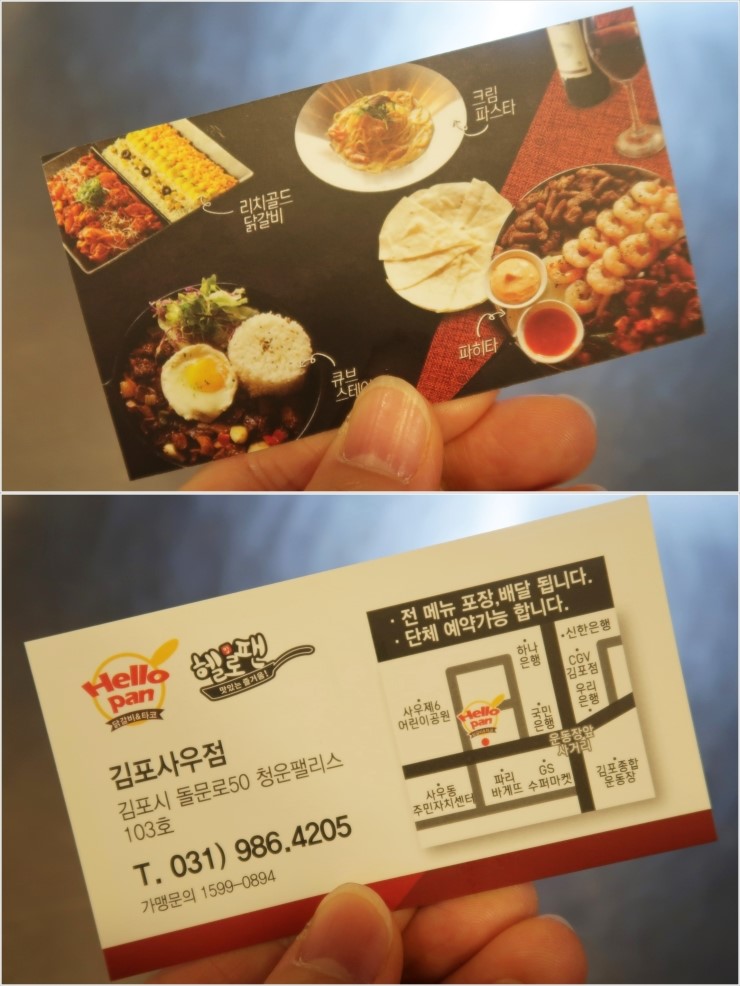 크림
파스타
리치골드
닭갈비
파히타
큐브
Hello
pan
닭갈비&타코
헬로팬
맛있는 즐거움!
· 전 메뉴 포장,배달 됩니다.
· 단체 예약가능 합니다.
김포사우점
김포시 돌문로50 청운팰리스
103호
T. 031) 986.4205
가맹문의 1599-0894
하나
은행
·신한은행
CGV
김포점
우리
은행
사우제6
어린이공원
Hello
pan
국민
은행
운동장앞
사거리
사우동
주민자치센터
파리
바게뜨
GS
수퍼마켓
김포종합
운동장